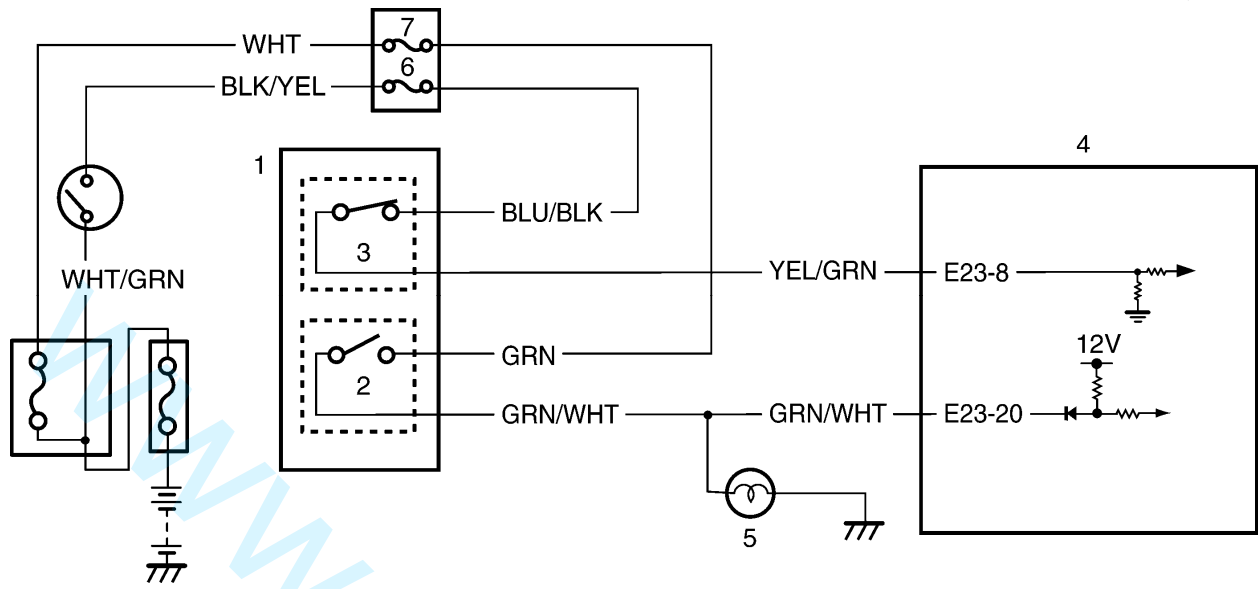 7
WHT
6
BLK/YEL
4
1
BLU/BLK
3
YEL/GRN
E23-8
WHT/GRN
12V
GRN
2
GRN/WHT
GRN/WHT
E23-20
5
www